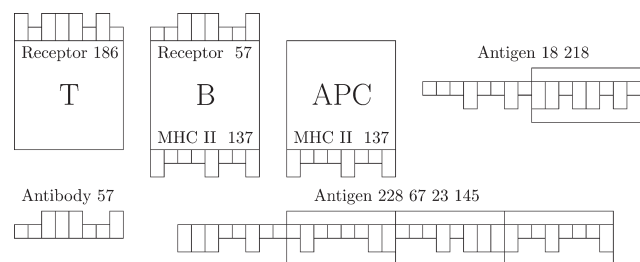 Receptor 186
T
Receptor 57
B
MHC II 137
APC
MHC II 137
Antigen 18 218
Antibody 57
Antigen 228 67 23 145